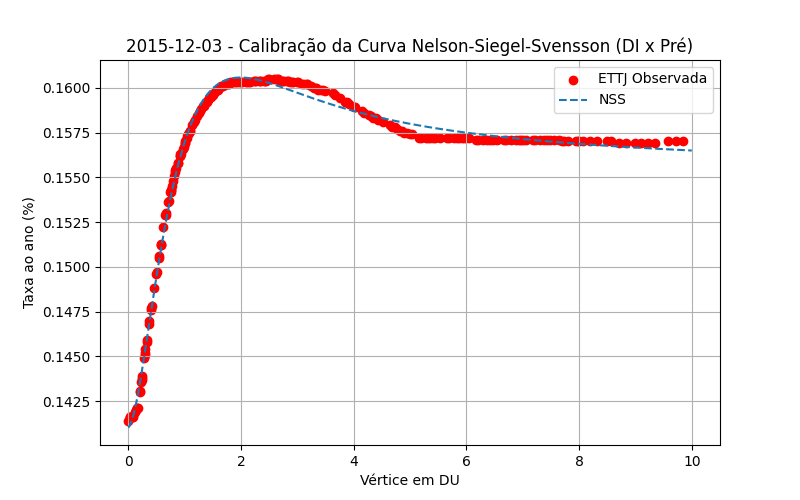 2015-12-03 - Calibração da Curva Nelson-Siegel-Svensson (DI x Pré)
ETTJ Observada
NSS
0.1600
0.1575
0.1550
0.1525
0.1500
0.1475
0.1450
0.1425
Taxa ao ano (%)
0 2 4 6 8 10
Vértice em DU